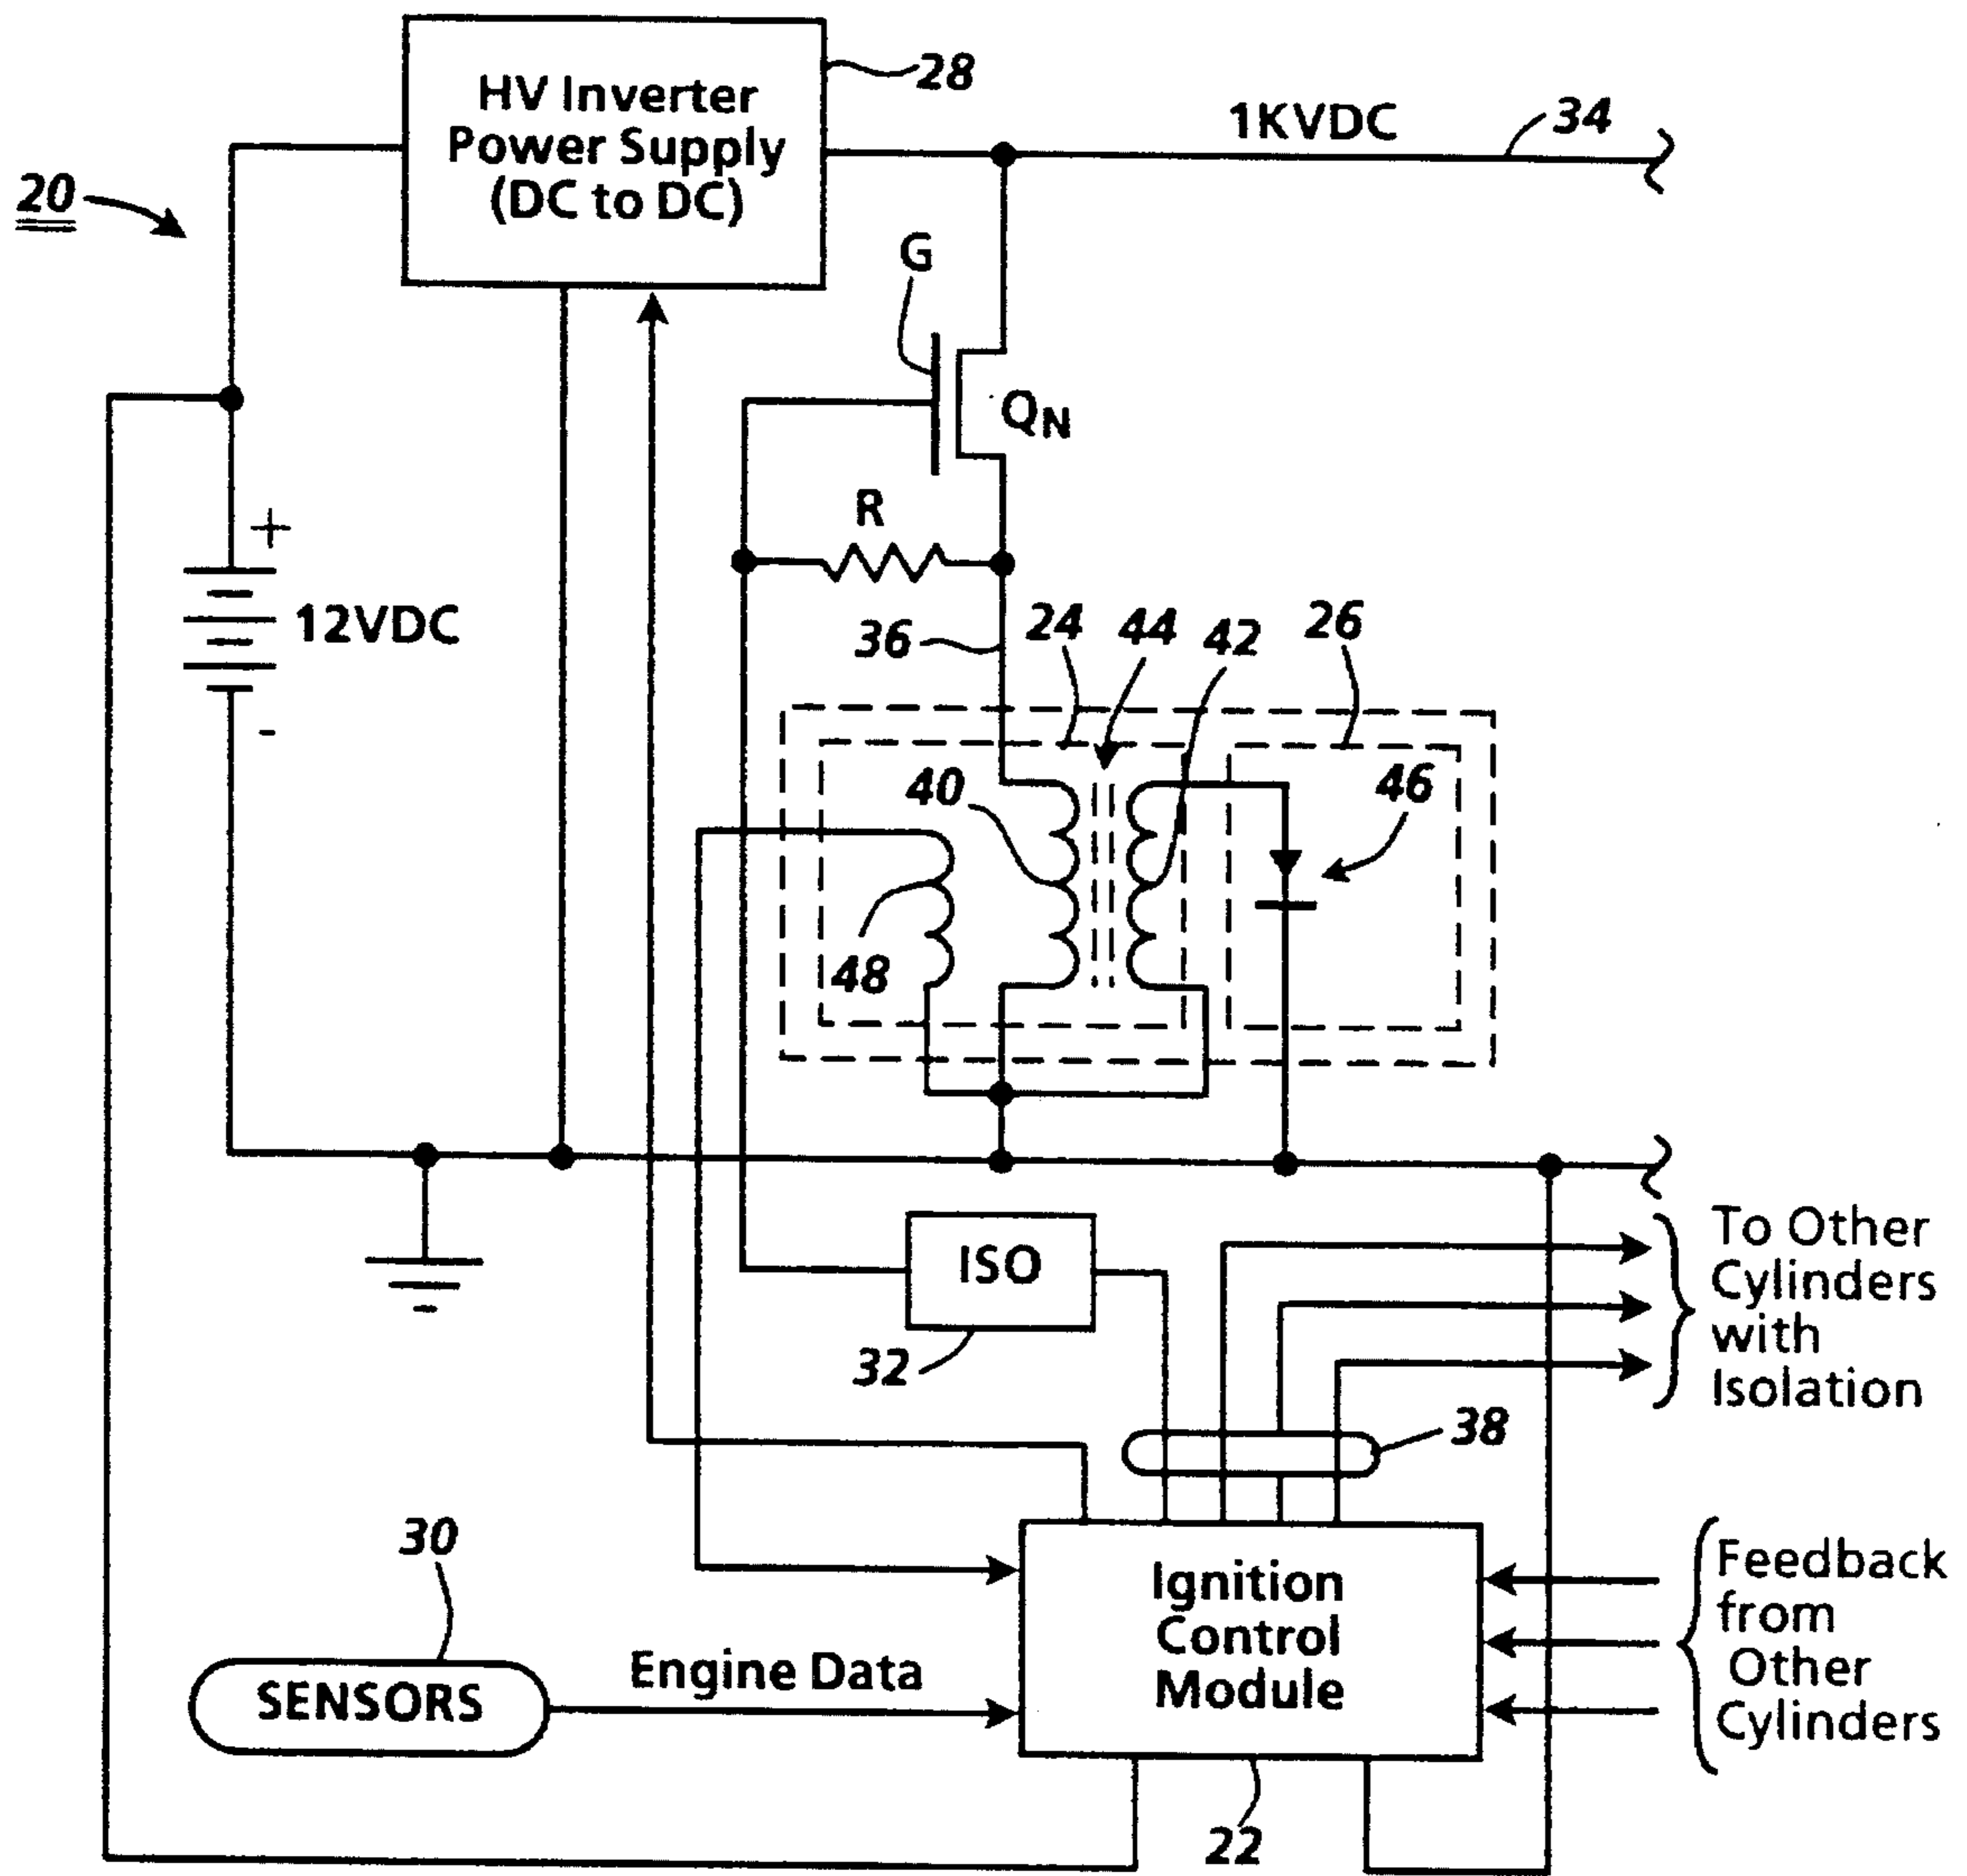 HV Inverter
Power Supply
(DC to DC)
28
1KVDC
34
20
G
QN
+
R
12VDC
-
36
24
44
42
26
40
46
48
ISO
32
To Other
Cylinders
with
Isolation
38
30
SENSORS
Engine Data
Ignition
Control
Module
22
Feedback
from
Other
Cylinders